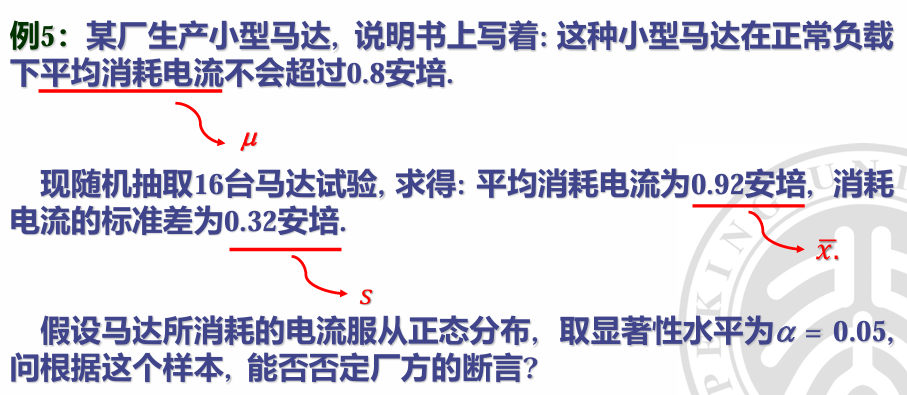 例5：某厂生产小型马达, 说明书上写着: 这种小型马达在正常负载
下平均消耗电流不会超过0.8安培.
μ
现随机抽取16台马达试验, 求得: 平均消耗电流为0.92安培, 消耗
电流的标准差为0.32安培.
x̅.
s
假设马达所消耗的电流服从正态分布, 取显著性水平为α = 0.05,
问根据这个样本, 能否否定厂方的断言?
PEKING UNI